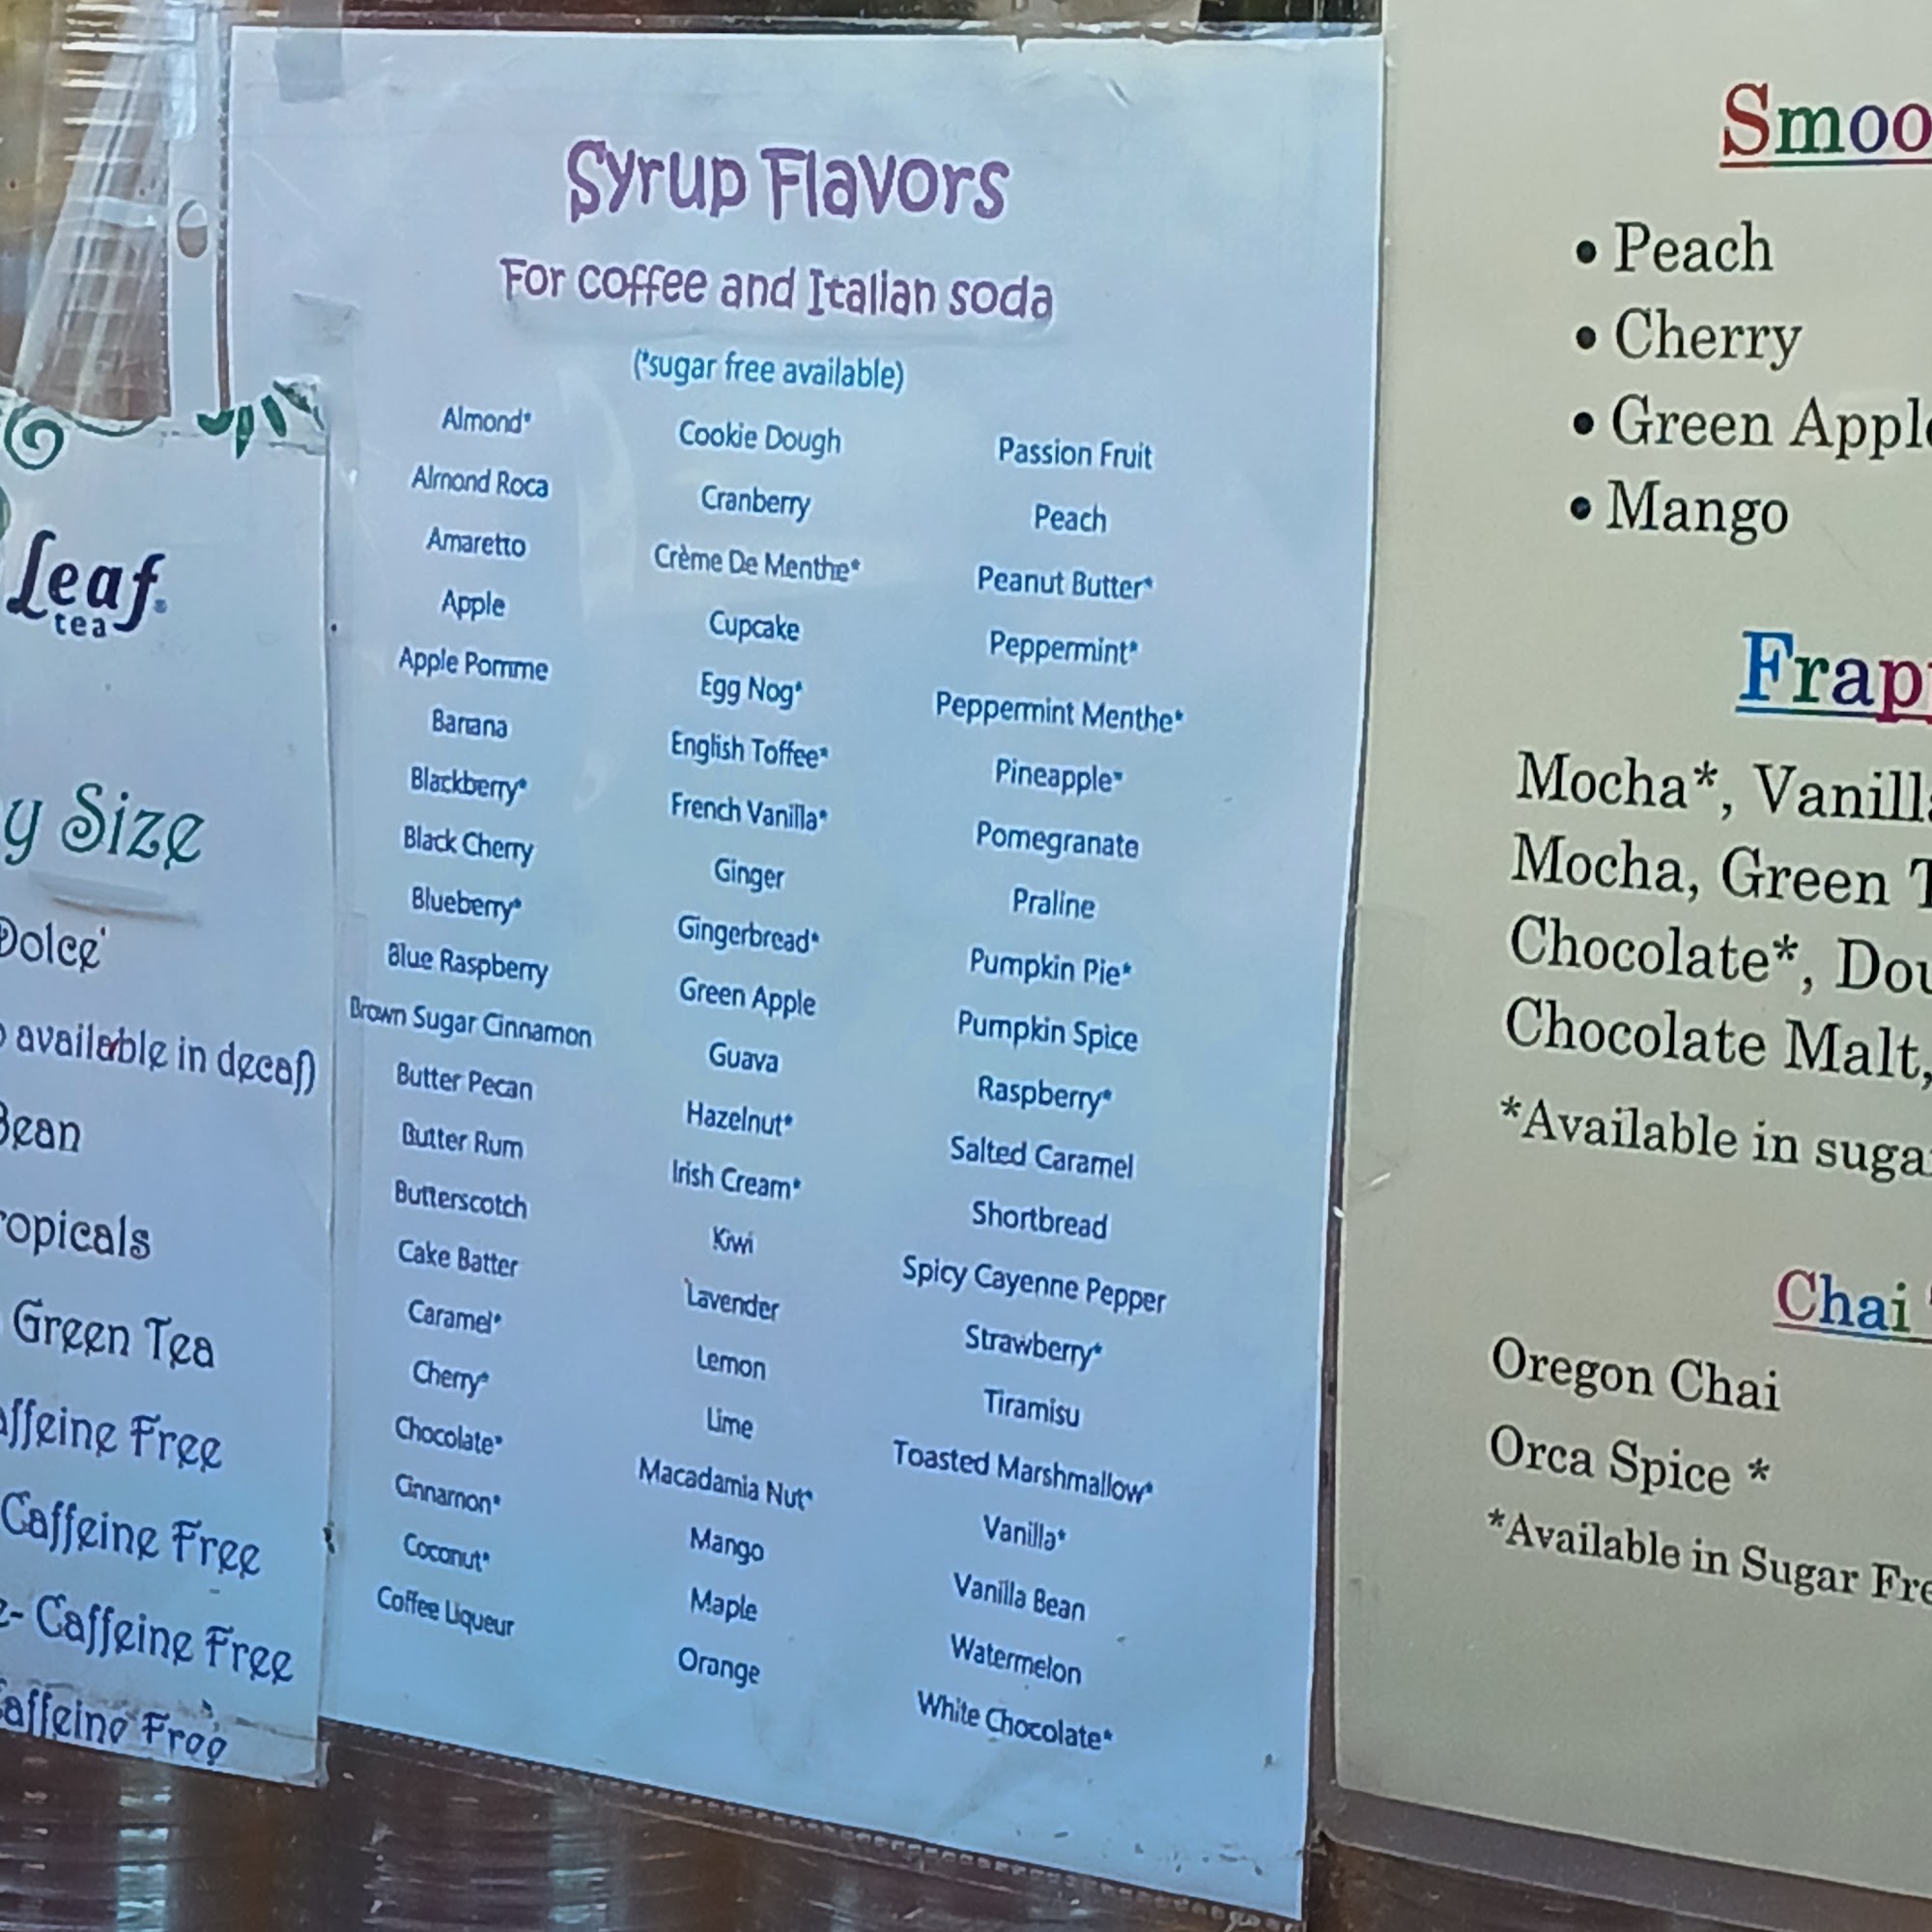 Leaf
tea
y Size
Dolce'
available in decaf)
Bean
Tropicals
Green Tea
Caffeine Free
Caffeine Free
- Caffeine Free
Caffeine Free
Syrup Flavors
For coffee and Italian soda
(*sugar free available)
Almond*
Almond Roca
Amaretto
Apple
Apple Pomme
Banana
Blackberry*
Black Cherry
Blueberry*
Blue Raspberry
Brown Sugar Cinnamon
Butter Pecan
Butter Rum
Butterscotch
Cake Batter
Caramel*
Cherry*
Chocolate*
Cinnamon*
Coconut*
Coffee Liqueur
Cookie Dough
Cranberry
Crème De Menthe*
Cupcake
Egg Nog*
English Toffee*
French Vanilla*
Ginger
Gingerbread*
Green Apple
Guava
Hazelnut*
Irish Cream*
Kiwi
Lavender
Lemon
Lime
Macadamia Nut*
Mango
Maple
Orange
Passion Fruit
Peach
Peanut Butter*
Peppermint*
Peppermint Menthe*
Pineapple*
Pomegranate
Praline
Pumpkin Pie*
Pumpkin Spice
Raspberry*
Salted Caramel
Shortbread
Spicy Cayenne Pepper
Strawberry*
Tiramisu
Toasted Marshmallow*
Vanilla*
Vanilla Bean
Watermelon
White Chocolate*
Smoo
• Peach
• Cherry
• Green Apple
• Mango
Frap
Mocha*, Vanilla
Mocha, Green T
Chocolate*, Dou
Chocolate Malt,
*Available in suga
Chai
Oregon Chai
Orca Spice *
*Available in Sugar Fre